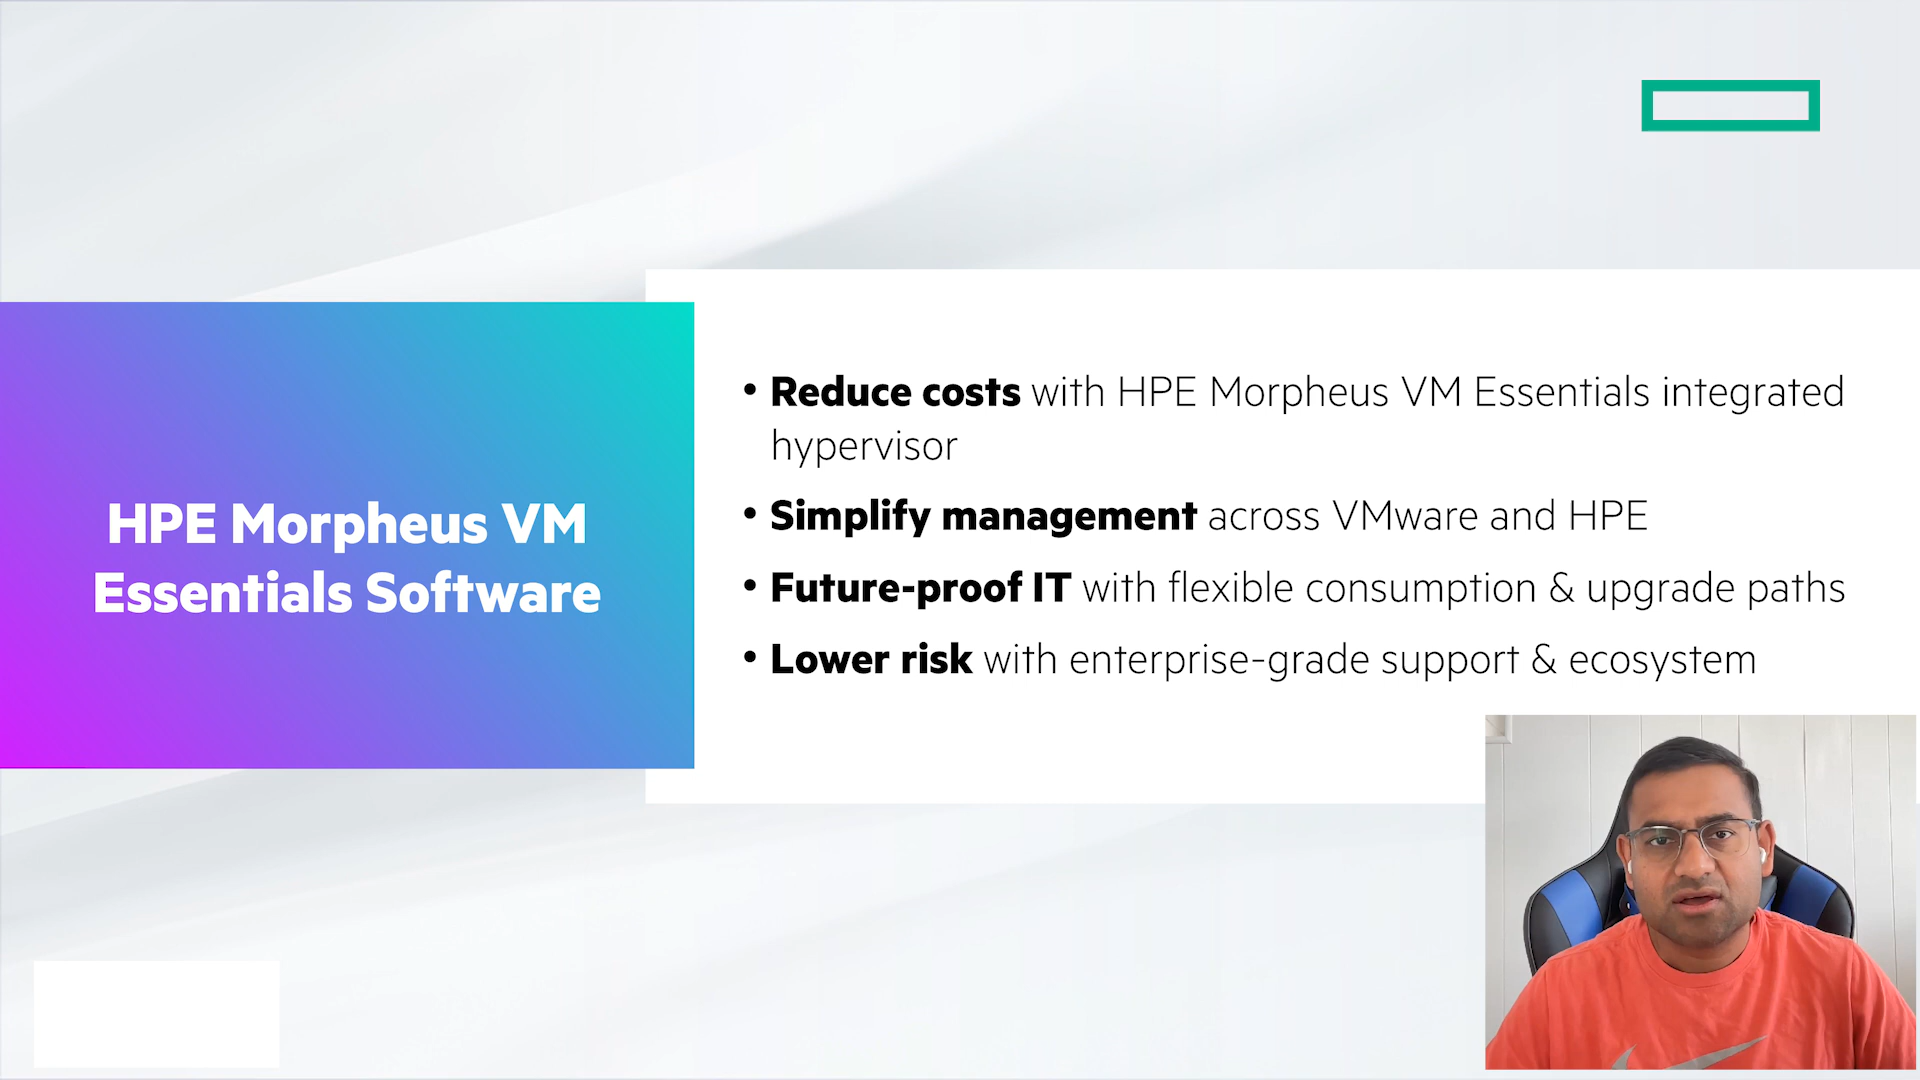 HPE Morpheus VM
Essentials Software
• Reduce costs with HPE Morpheus VM Essentials integrated
hypervisor
• Simplify management across VMware and HPE
• Future-proof IT with flexible consumption & upgrade paths
• Lower risk with enterprise-grade support & ecosystem